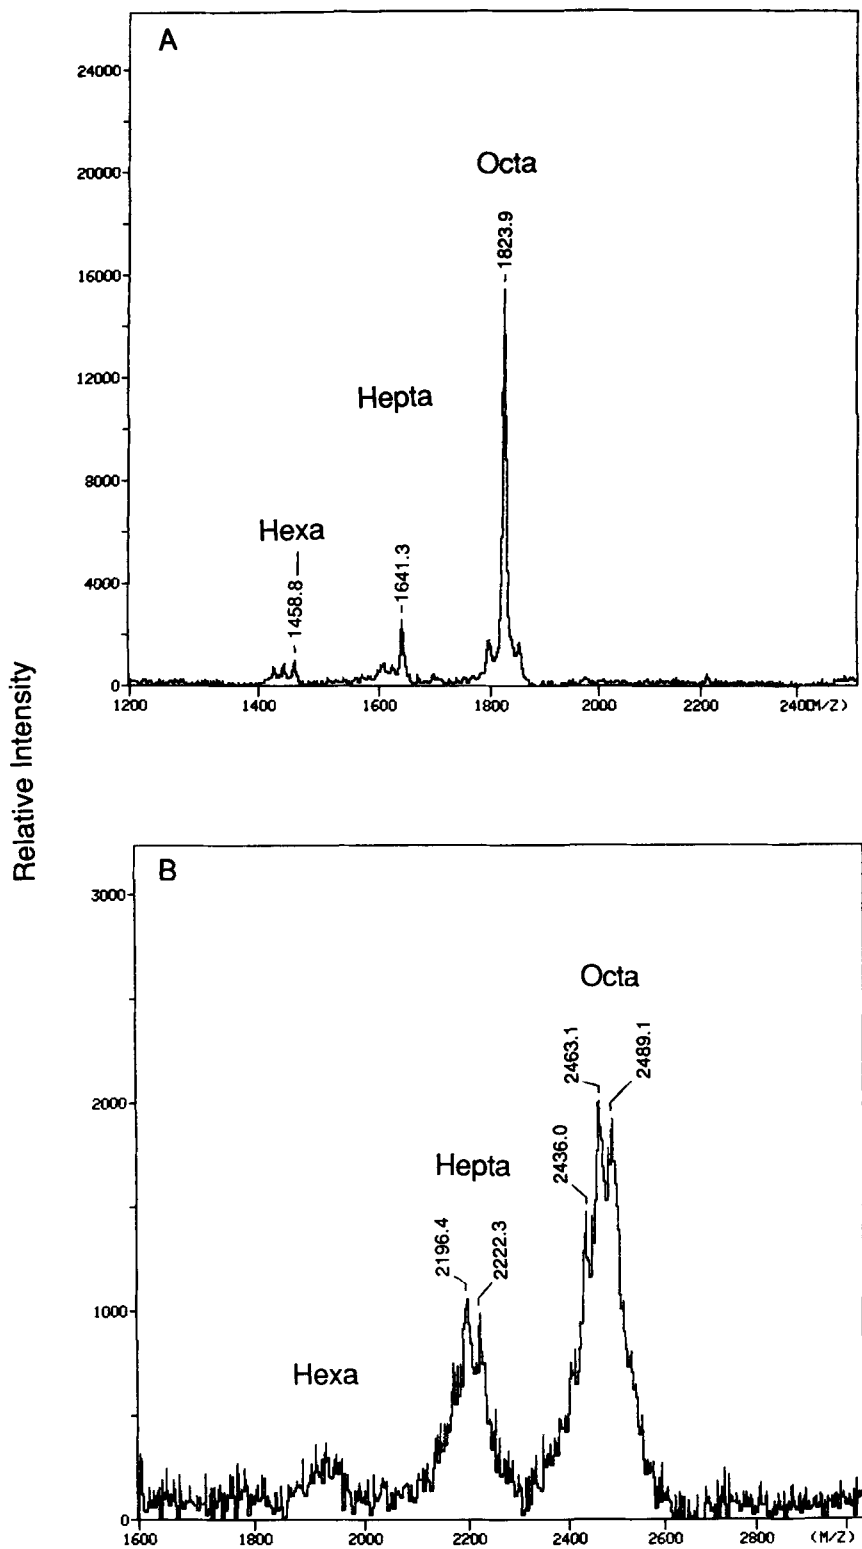 Relative Intensity
A
24000
20000
16000
12000
8000
4000
0
Octa
1823.9
Hepta
1641.3
Hexa
1458.8
1200 1400 1600 1800 2000 2200 2400(M/Z)
B
3000
2000
1000
0
Octa
2463.1
2489.1
2436.0
Hepta
2196.4
2222.3
Hexa
1600 1800 2000 2200 2400 2600 2800 (M/Z)